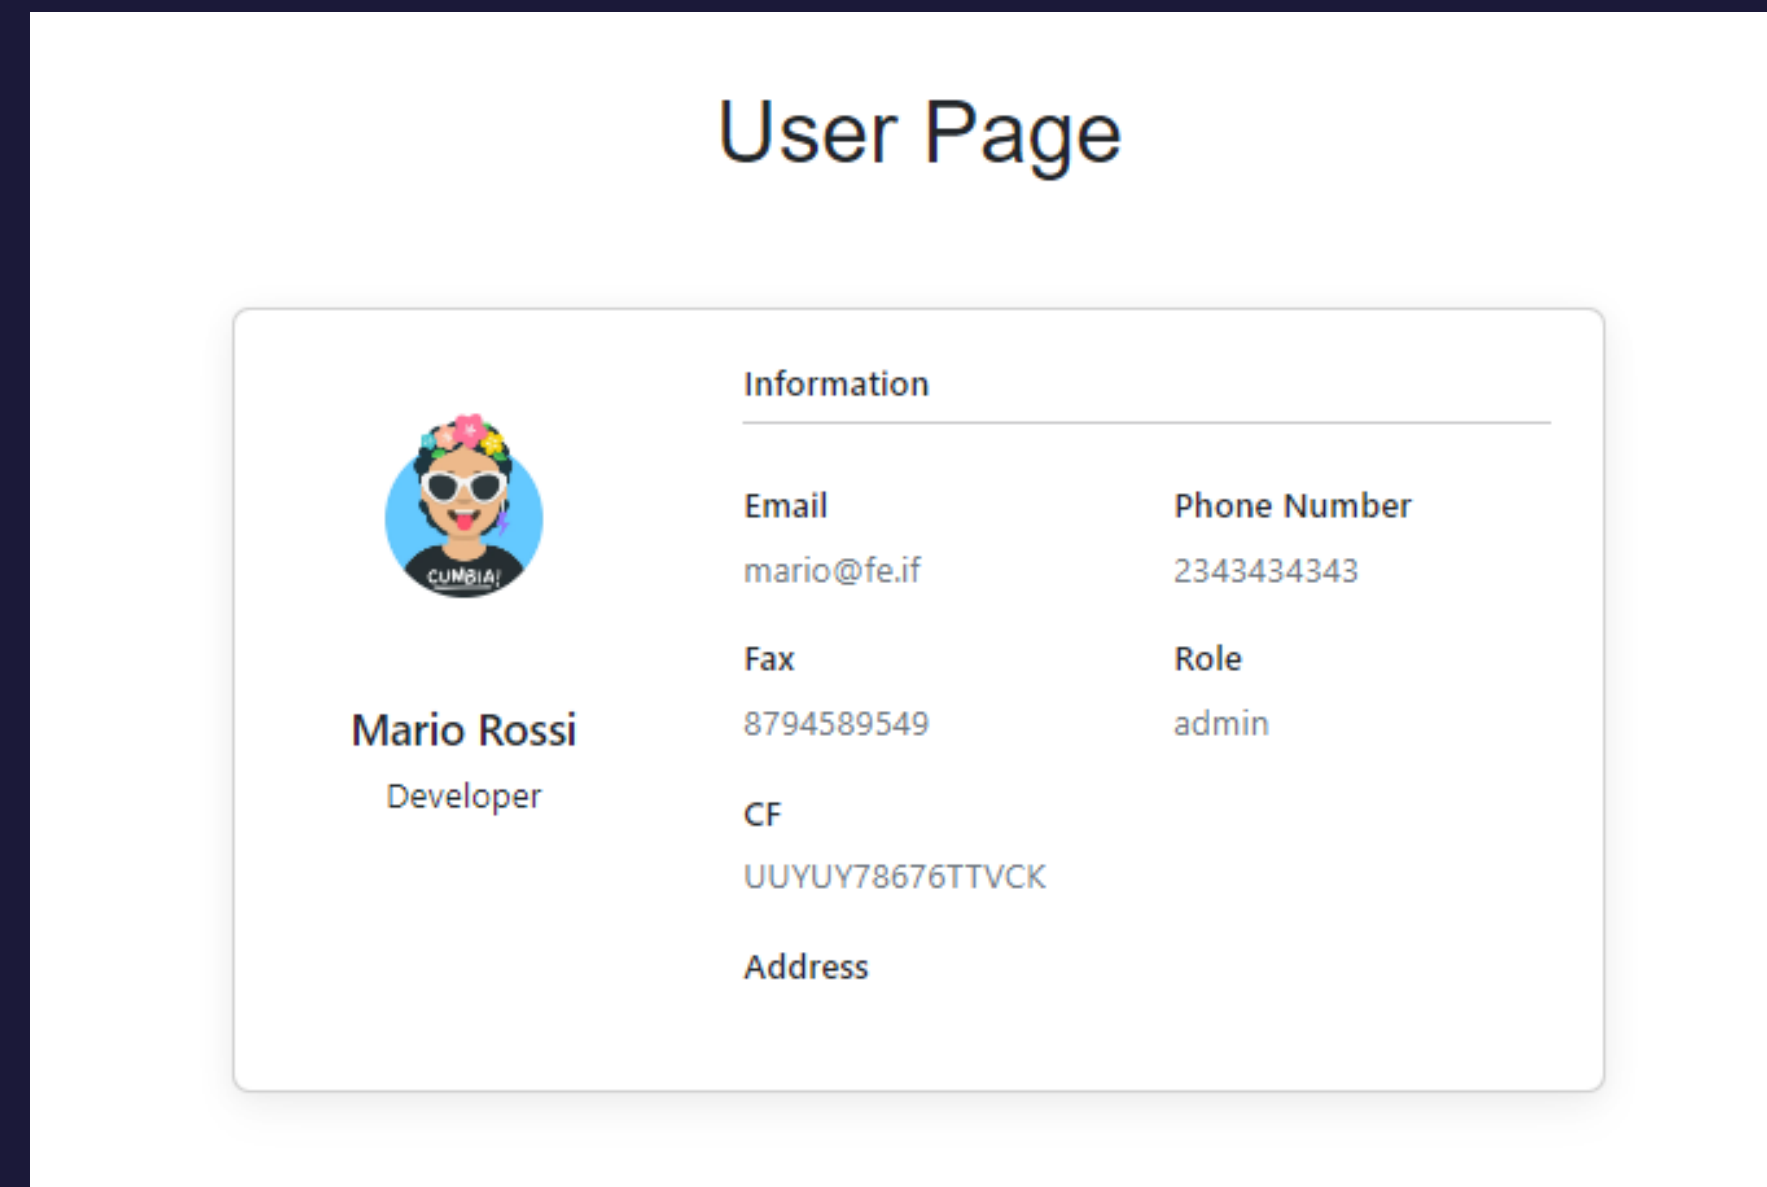 User Page
CUMBIA!
Mario Rossi
Developer
Information
Email
mario@fe.if
Phone Number
2343434343
Fax
8794589549
Role
admin
CF
UUYUY78676TTVCK
Address